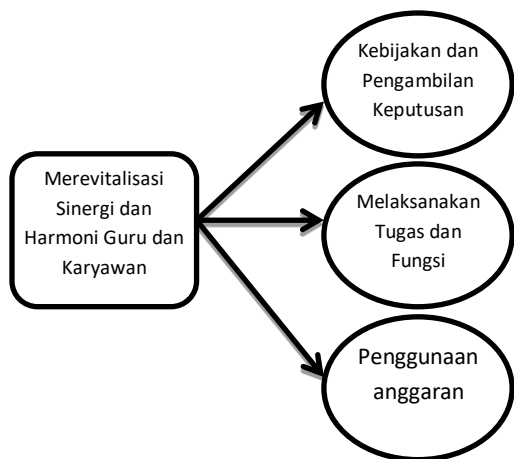 Merevitalisasi
Sinergi dan
Harmoni Guru dan
Karyawan
Kebijakan dan
Pengambilan
Keputusan
Melaksanakan
Tugas dan
Fungsi
Penggunaan
anggaran